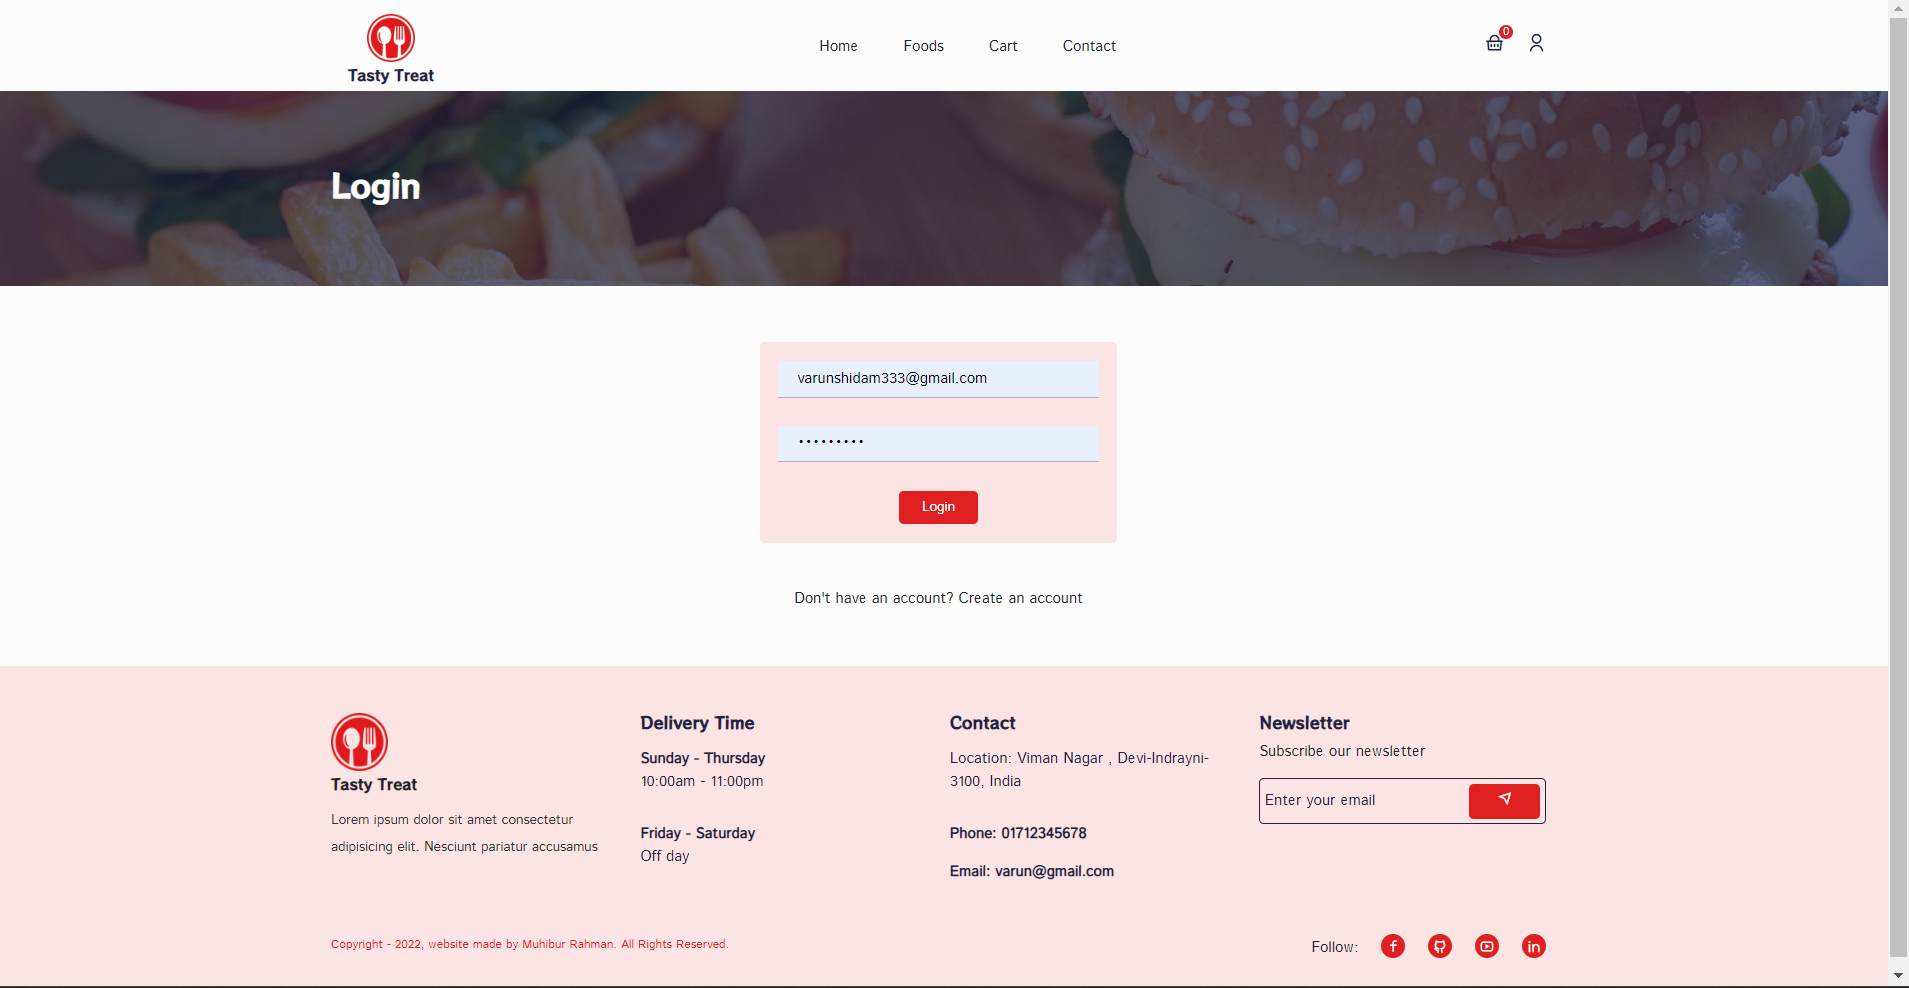 Tasty Treat
Home
Foods
Cart
Contact
0
Login
varunshidam333@gmail.com
•••••••••
Login
Don't have an account? Create an account
Tasty Treat
Lorem ipsum dolor sit amet consectetur
adipisicing elit. Nesciunt pariatur accusamus
Delivery Time
Sunday - Thursday
10:00am - 11:00pm
Friday - Saturday
Off day
Contact
Location: Viman Nagar , Devi-Indrayni-
3100, India
Phone: 01712345678
Email: varun@gmail.com
Newsletter
Subscribe our newsletter
Enter your email
Copyright - 2022, website made by Muhibur Rahman. All Rights Reserved.
Follow: